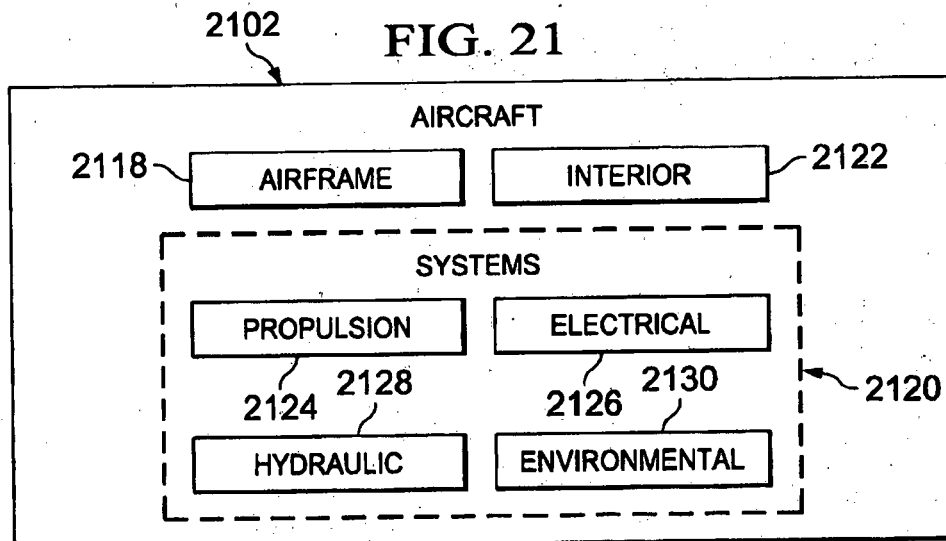 FIG. 21
2102
AIRCRAFT
2118 AIRFRAME INTERIOR 2122
SYSTEMS
PROPULSION ELECTRICAL
2124 2128 2126 2130 2120
HYDRAULIC ENVIRONMENTAL